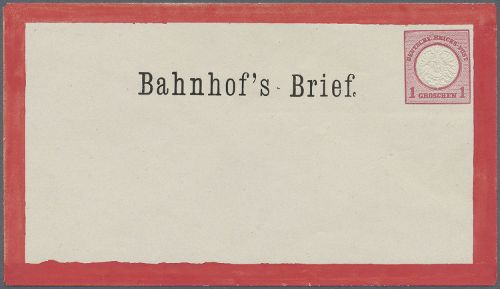 Bahnhof's Brief.
DEUTSCHE REICHS-POST
1 GROSCHEN 1